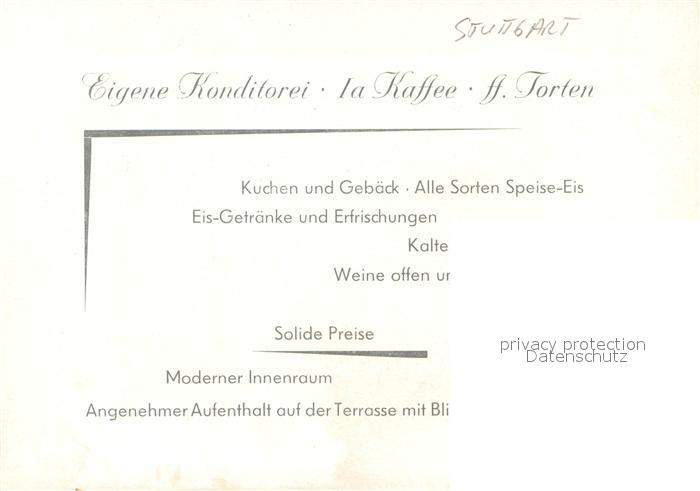 STUTTGART
Eigene Konditorei · Ia Kaffee · ff. Torten
Kuchen und Gebäck · Alle Sorten Speise-Eis
Eis-Getränke und Erfrischungen
Kalte
Weine offen
Solide Preise
privacy protection
Datenschutz
Moderner Innenraum
Angenehmer Aufenthalt auf der Terrasse mit